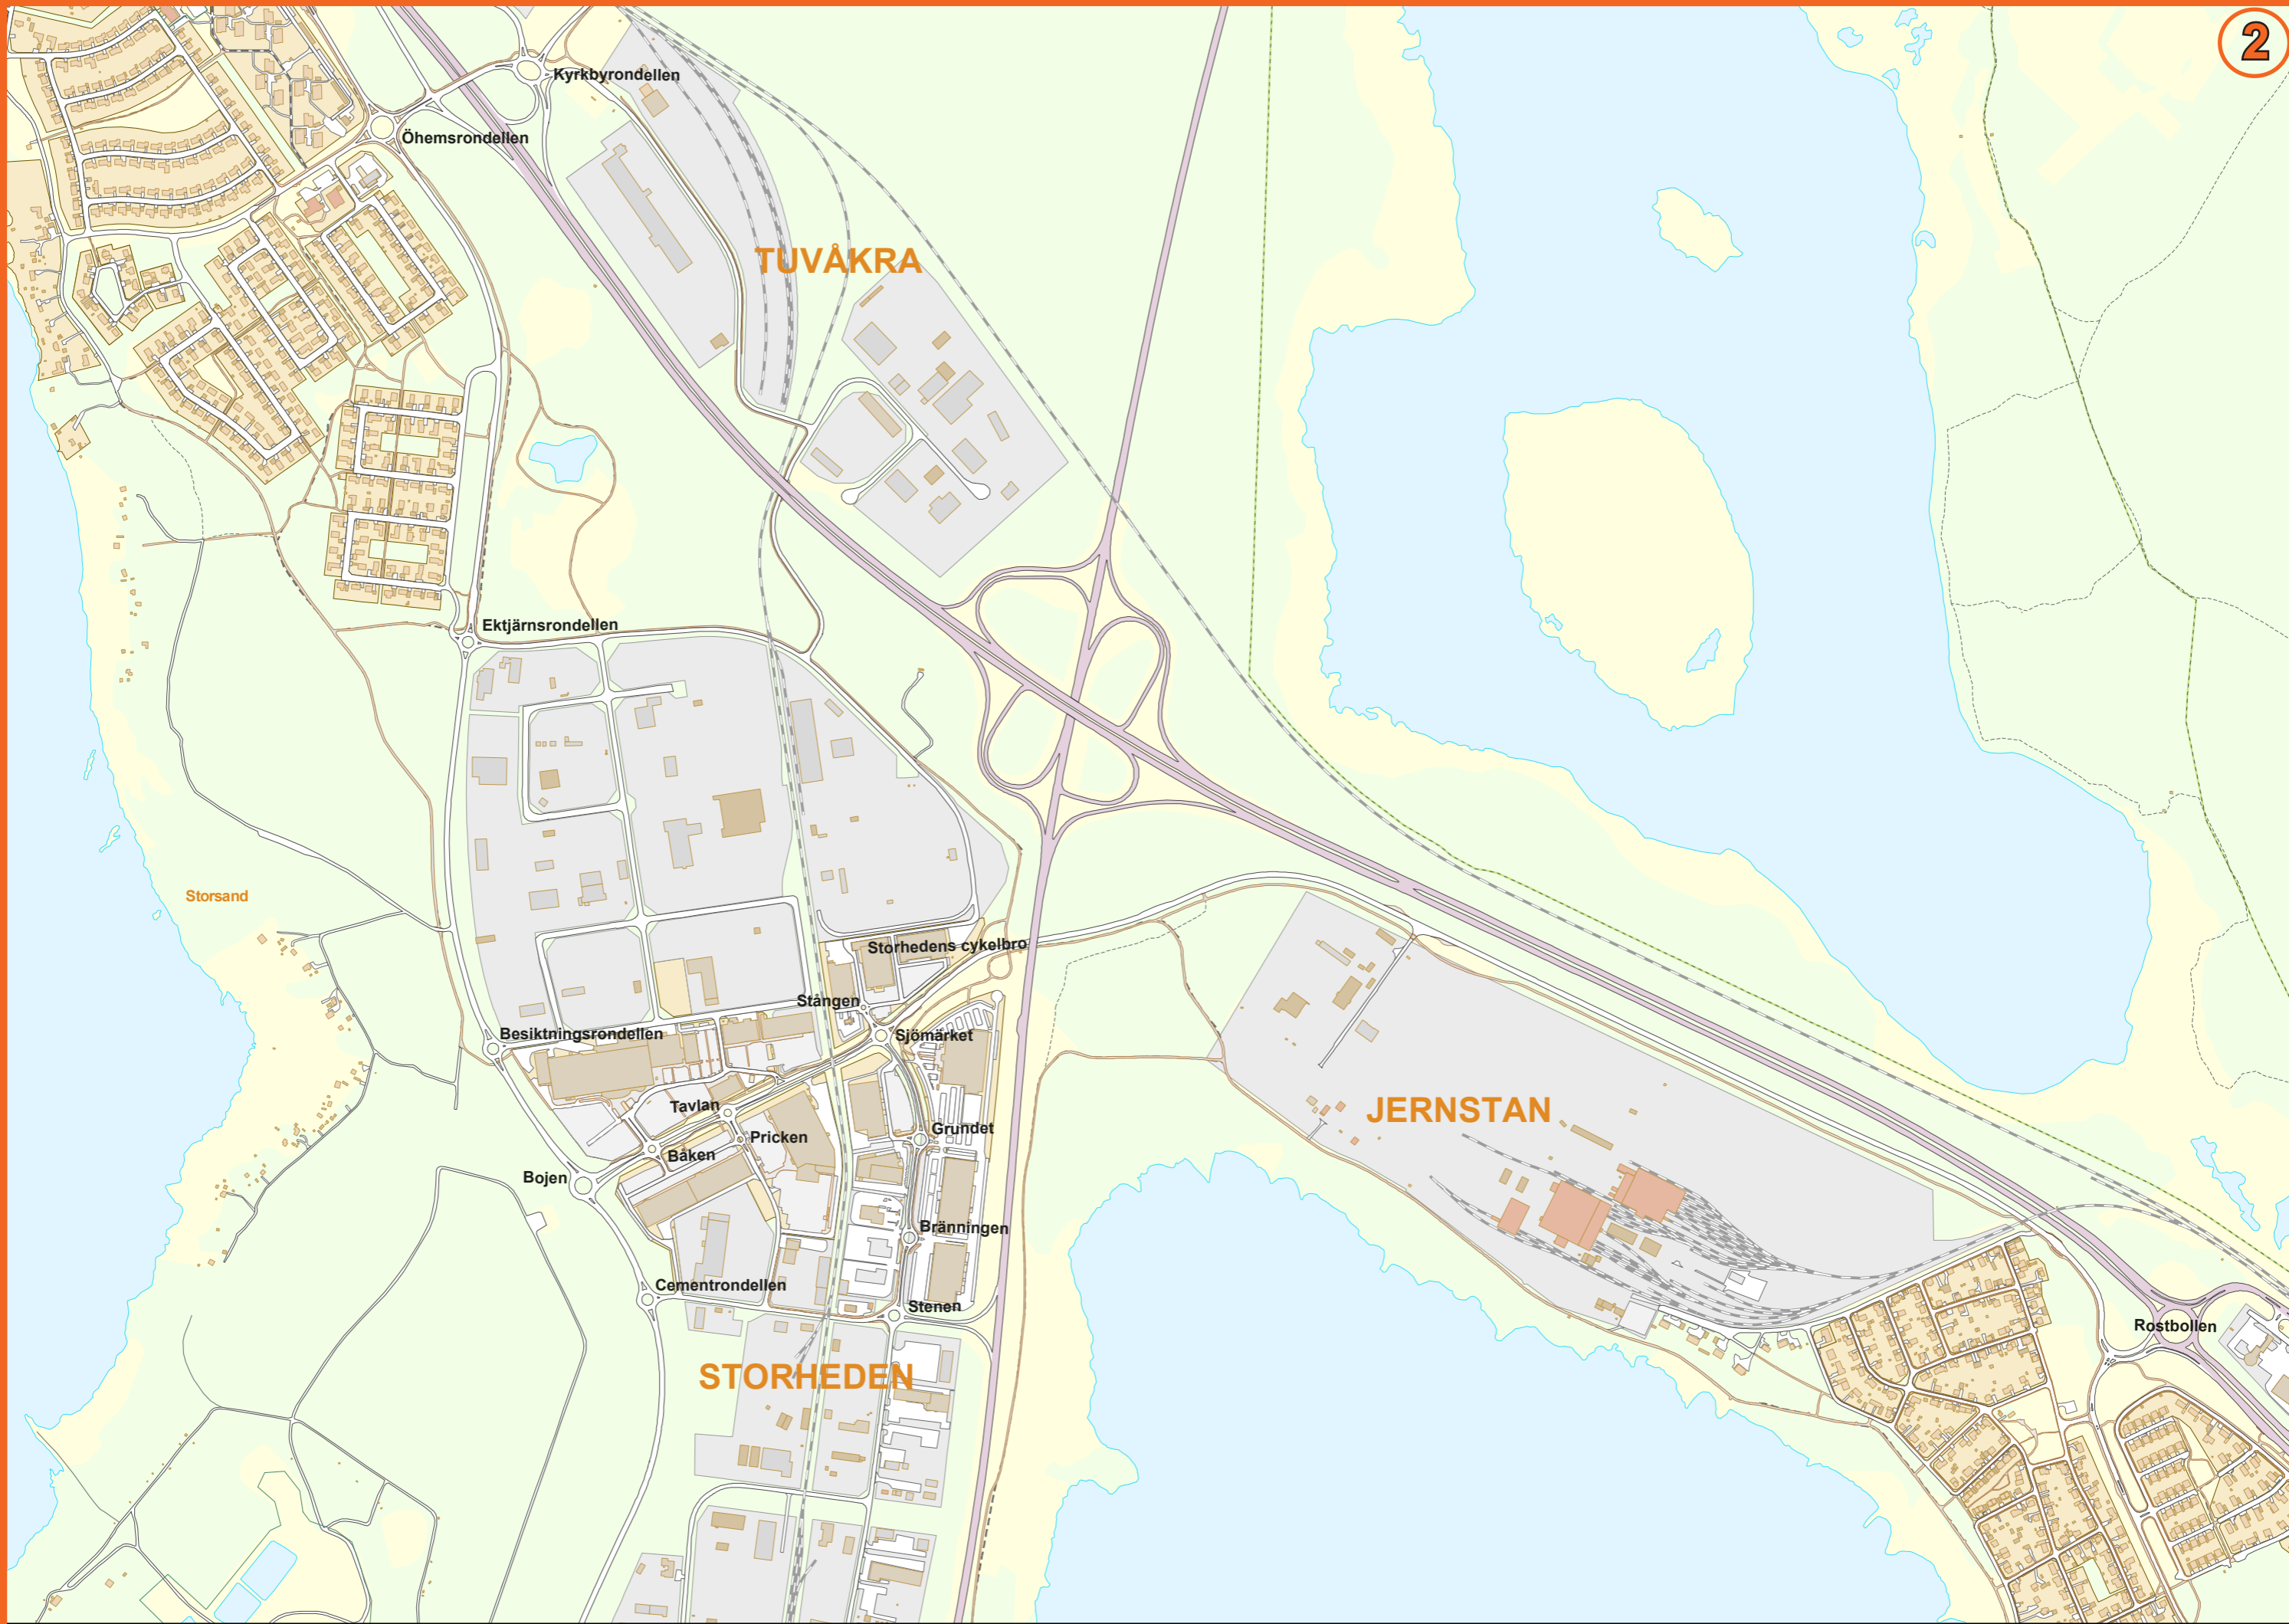 2
Kyrkbyrondellen
Öhemsrondellen
TUVÅKRA
Ektjärnsrondellen
Storsand
Storhedens cykelbro
Stången
Besiktningsrondellen
Sjömärket
Tavlan
JERNSTAN
Pricken
Grundet
Båken
Bojen
Bränningen
Cementrondellen
Stenen
Rostbollen
STORHEDEN